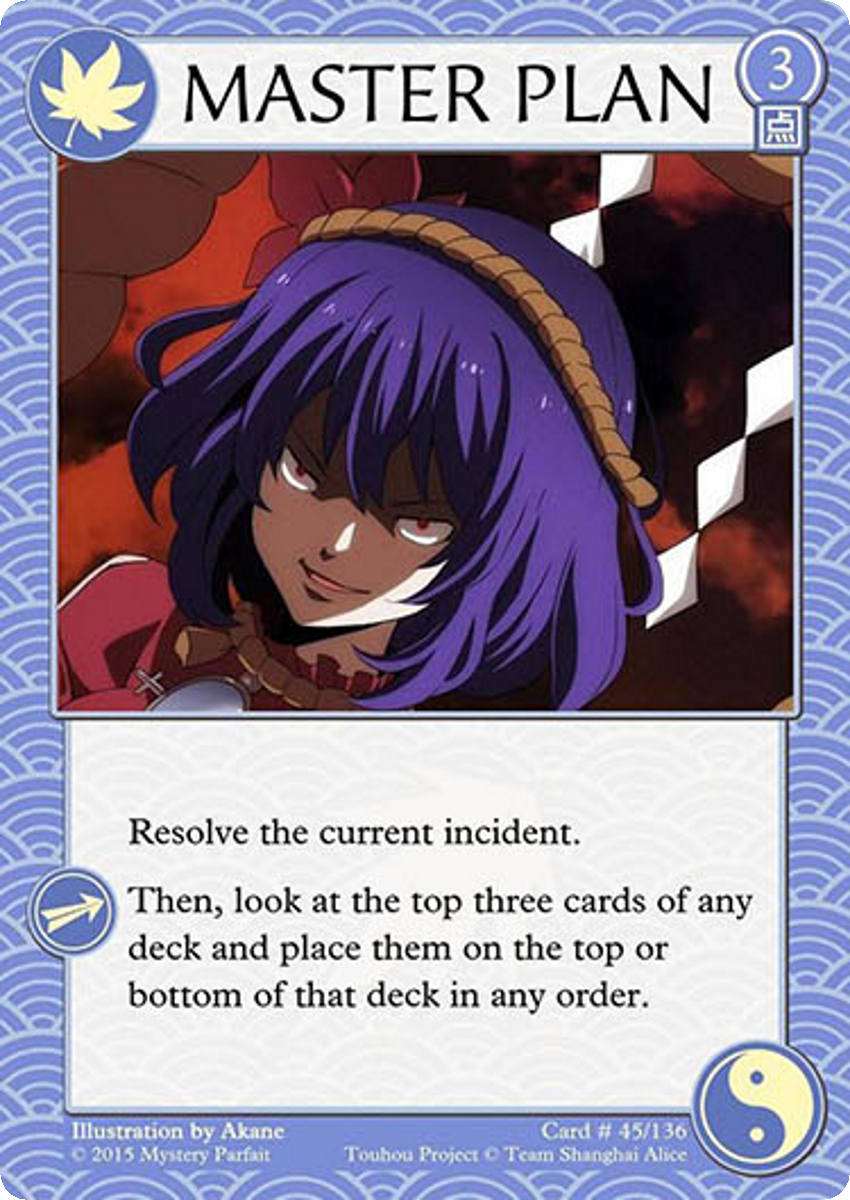 MASTER PLAN
3
点
Resolve the current incident.
Then, look at the top three cards of any
deck and place them on the top or
bottom of that deck in any order.
Illustration by Akane
Card # 45/136
© 2015 Mystery Parfait
Touhou Project © Team Shanghai Alice